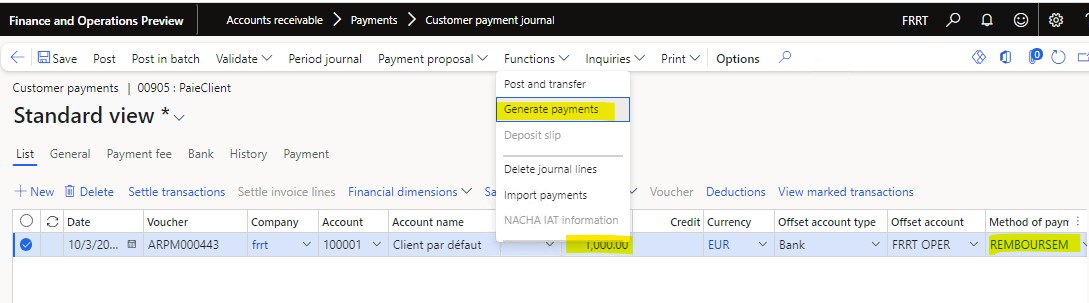 Finance and Operations Preview Accounts receivable Payments Customer payment journal FRRT
Save Post Post in batch Validate Period journal Payment proposal Functions Inquiries Print Options 0
Customer payments | 00905 : PaieClient
Post and transfer
Generate payments
Deposit slip
Delete journal lines
Import payments
NACHA IAT information
Standard view *
List General Payment fee Bank History Payment
+ New Delete Settle transactions Settle invoice lines Financial dimensions Sa Voucher Deductions View marked transactions
Date Voucher Company Account Account name Credit Currency Offset account type Offset account Method of paym
10/3/20... ARPM000443 frrt 100001 Client par défaut 1,000.00 EUR Bank FRRT OPER REMBOURSEM